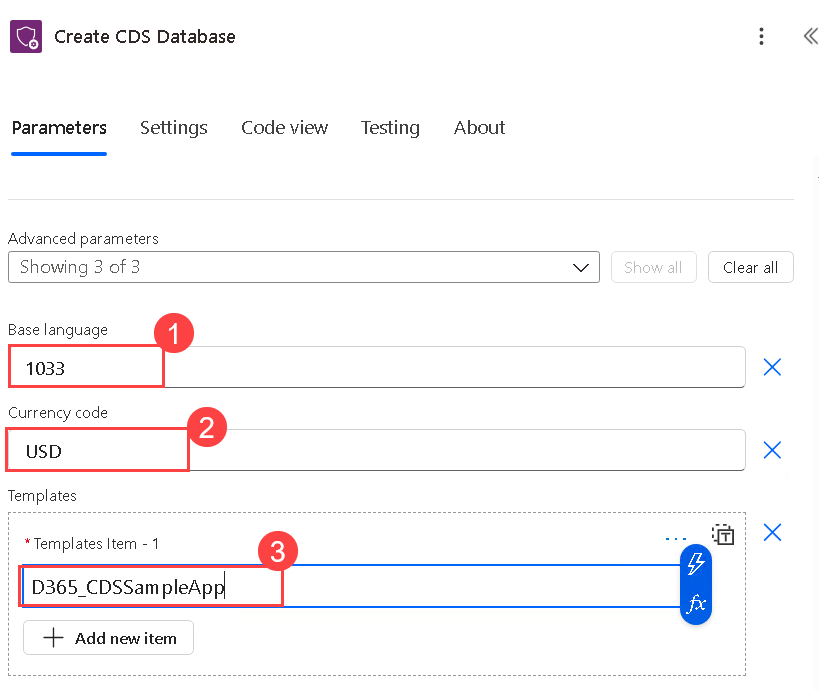 Create CDS Database
Parameters Settings Code view Testing About
Advanced parameters
Showing 3 of 3 Show all Clear all
Base language 1
1033
Currency code 2
USD
Templates
* Templates Item - 1 3
D365_CDSSampleApp
fx
Add new item